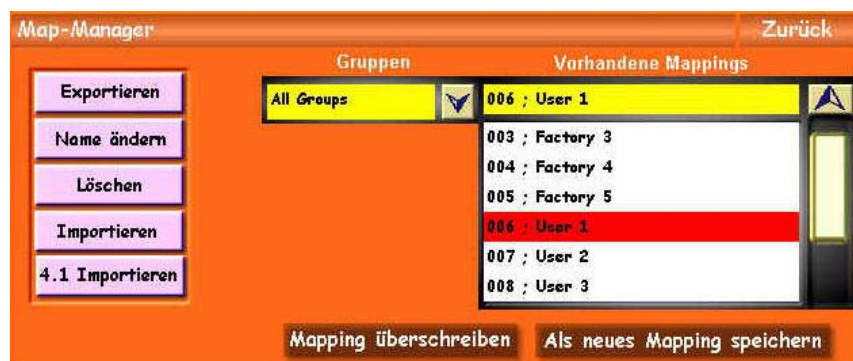 Map-Manager Zurück
Gruppen Vorhandene Mappings
Exportieren
Name ändern
Löschen
Importieren
4.1 Importieren
All Groups
006 ; User 1
003 ; Factory 3
004 ; Factory 4
005 ; Factory 5
006 ; User 1
007 ; User 2
008 ; User 3
Mapping überschreiben Als neues Mapping speichern